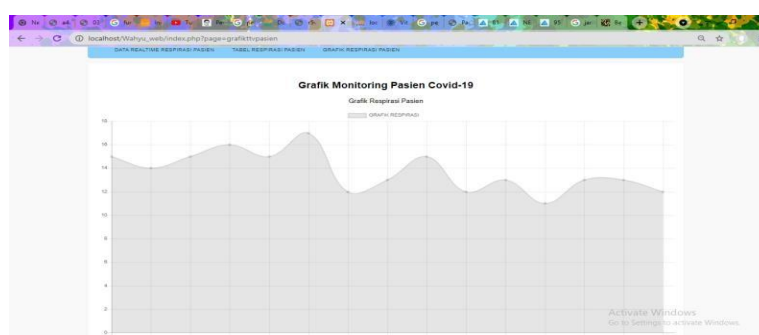 localhost/Wahyu_web/index.php?page=grafikttvpasien
DATA REALTIME RESPIRASI PASIEN TABEL RESPIRASI PASIEN GRAFIK RESPIRASI PASIEN
Grafik Monitoring Pasien Covid-19
Grafik Respirasi Pasien
GRAFIK RESPIRASI
18
16
14
12
10
8
6
4
2
0
Activate Windows
Go to Settings to activate Windows.